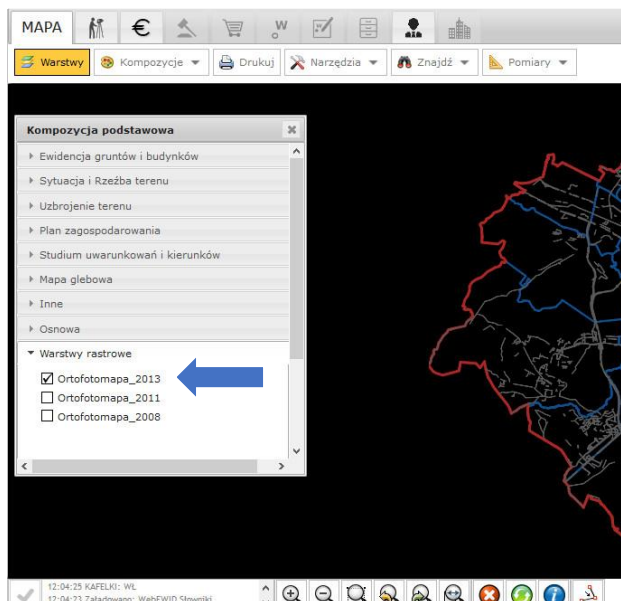 MAPA € W
Warstwy Kompozycje Drukuj Narzędzia Znajdź Pomiary
Kompozycja podstawowa
Ewidencja gruntów i budynków
Sytuacja i Rzeźba terenu
Uzbrojenie terenu
Plan zagospodarowania
Studium uwarunkowań i kierunków
Mapa glebowa
Inne
Osnowa
Warstwy rastrowe
Ortofotomapa_2013
Ortofotomapa_2011
Ortofotomapa_2008
12:04:25 KAFELKI: WŁ
12:04:23 Załadowano: WebEWID Słowniki